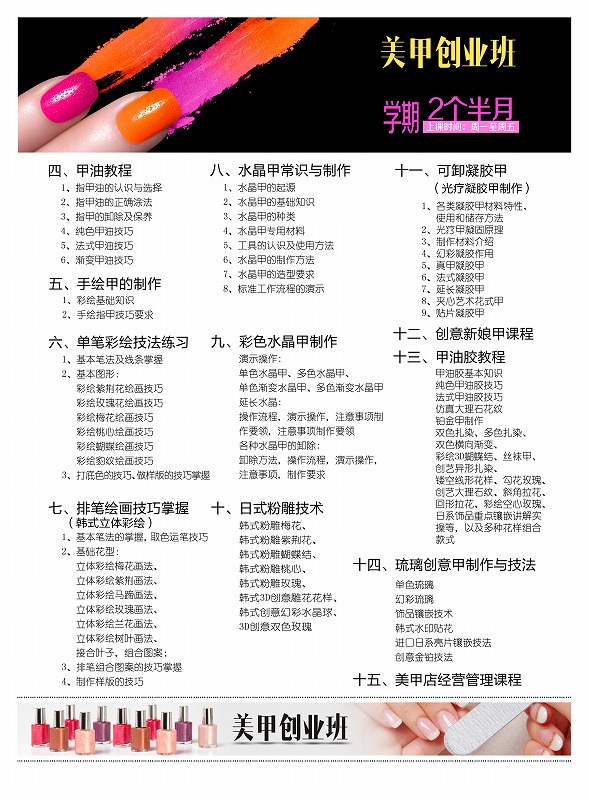 美甲创业班
学期 2个半月
上课时间：周一至周五
四、甲油教程
1、指甲油的认识与选择
2、指甲油的正确涂法
3、指甲的卸除及保养
4、纯色甲油技巧
5、法式甲油技巧
6、渐变甲油技巧
五、手绘甲的制作
1、彩绘基础知识
2、手绘指甲技巧要求
六、单笔彩绘技法练习
1、基本笔法及线条掌握
2、基本图形：
彩绘紫荆花绘画技巧
彩绘玫瑰花绘画技巧
彩绘梅花绘画技巧
彩绘桃心绘画技巧
彩绘蝴蝶绘画技巧
彩绘豹纹绘画技巧
3、打底色的技巧、做样版的技巧掌握
七、排笔绘画技巧掌握
（韩式立体彩绘）
1、基本笔法的掌握，取色运笔技巧
2、基础花型：
立体彩绘梅花画法、
立体彩绘紫荆画法、
立体彩绘马蹄画法、
立体彩绘玫瑰画法、
立体彩绘兰花画法、
立体彩绘树叶画法、
接合叶子，组合图案；
3、排笔组合图案的技巧掌握
4、制作样版的技巧
八、水晶甲常识与制作
1、水晶甲的起源
2、水晶甲的基础知识
3、水晶甲的种类
4、水晶甲专用材料
5、工具的认识及使用方法
6、水晶甲的制作方法
7、水晶甲的造型要求
8、标准工作流程的演示
九、彩色水晶甲制作
演示操作：
单色水晶甲、多色水晶甲、
单色渐变水晶甲、多色渐变水晶甲
延长水晶：
操作流程，演示操作，注意事项制
作要领，注意事项制作要领
各种水晶甲的卸除：
卸除方法，操作流程，演示操作，
注意事项，制作要求
十、日式粉雕技术
韩式粉雕梅花、
韩式粉雕紫荆花、
韩式粉雕蝴蝶结、
韩式粉雕桃心、
韩式粉雕玫瑰、
韩式3D创意雕花花样、
韩式创意幻彩水晶球、
3D创意双色玫瑰
十一、可卸凝胶甲
（光疗凝胶甲制作）
1、各类凝胶甲材料特性、
使用和储存方法
2、光疗甲凝固原理
3、制作材料介绍
4、幻彩凝胶作用
5、真甲凝胶甲
6、法式凝胶甲
7、延长凝胶甲
8、夹心艺术花式甲
9、贴片凝胶甲
十二、创意新娘甲课程
十三、甲油胶教程
甲油胶基本知识
纯色甲油胶技巧
法式甲油胶技巧
仿真大理石花纹
铂金甲制作
双色扎染、多色扎染、
双色横向渐变、
彩绘3D蝴蝶结、丝袜甲、
创艺异形扎染、
镂空线形花样、勾花玫瑰、
创艺大理石纹、斜角拉花、
回形拉花、彩绘空心玫瑰、
日系饰品重点镶嵌讲解实
操等，以及多种花样组合
款式
十四、琉璃创意甲制作与技法
单色琉璃
幻彩琉璃
饰品镶嵌技术
韩式水印贴花
进口日系亮片镶嵌技法
创意金铂技法
十五、美甲店经营管理课程
美甲创业班